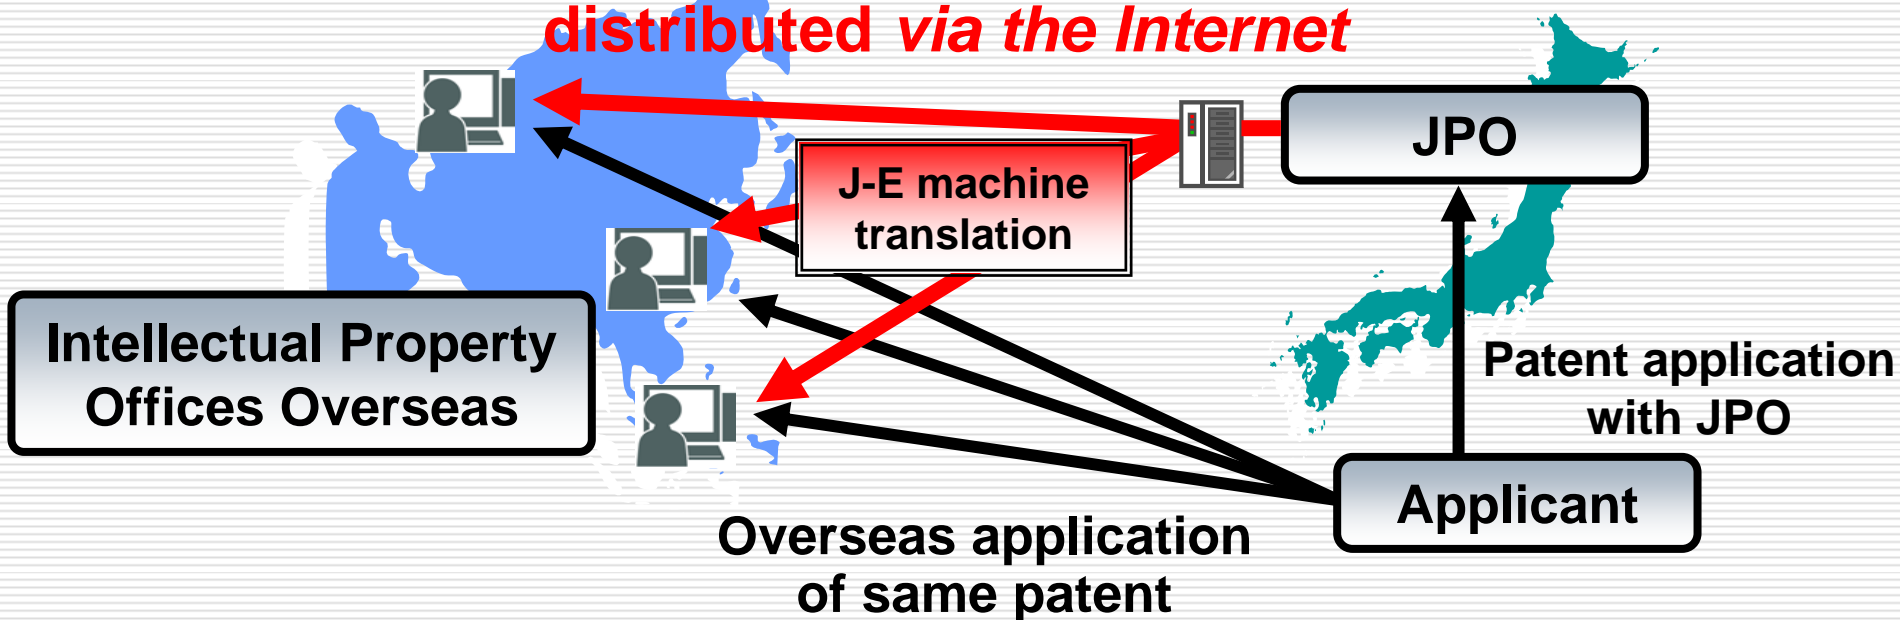 distributed via the Internet
JPO
J-E machine
translation
Intellectual Property
Offices Overseas
Patent application
with JPO
Applicant
Overseas application
of same patent